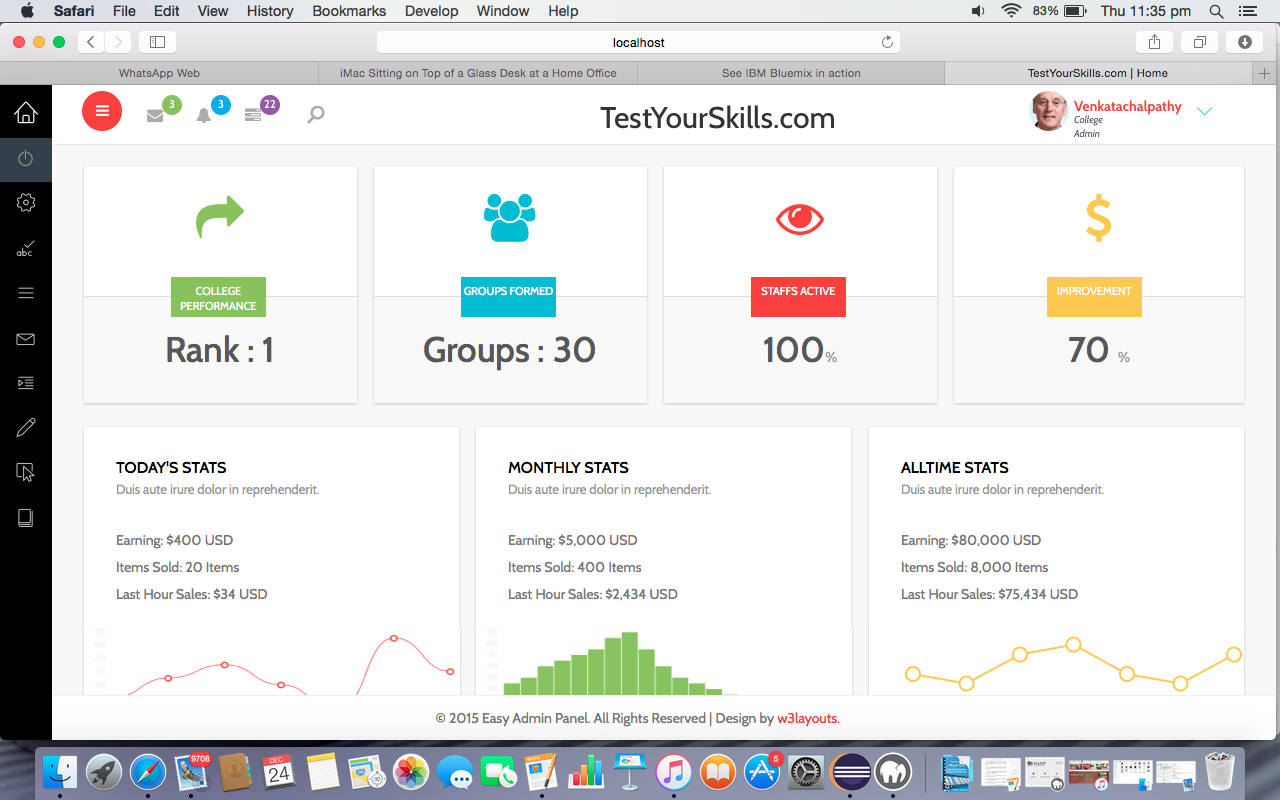 Safari File Edit View History Bookmarks Develop Window Help 83% Thu 11:35 pm
localhost
WhatsApp Web iMac Sitting on Top of a Glass Desk at a Home Office See IBM Bluemix in action TestYourSkills.com | Home
3 3 22 TestYourSkills.com Venkatachalpathy
College
Admin
abc
COLLEGE
PERFORMANCE
Rank : 1
GROUPS FORMED
Groups : 30
STAFFS ACTIVE
100%
$
IMPROVEMENT
70 %
TODAY'S STATS
Duis aute irure dolor in reprehenderit.
Earning: $400 USD
Items Sold: 20 Items
Last Hour Sales: $34 USD
MONTHLY STATS
Duis aute irure dolor in reprehenderit.
Earning: $5,000 USD
Items Sold: 400 Items
Last Hour Sales: $2,434 USD
ALLTIME STATS
Duis aute irure dolor in reprehenderit.
Earning: $80,000 USD
Items Sold: 8,000 Items
Last Hour Sales: $75,434 USD
© 2015 Easy Admin Panel. All Rights Reserved | Design by w3layouts.
9708 DEC 5
24